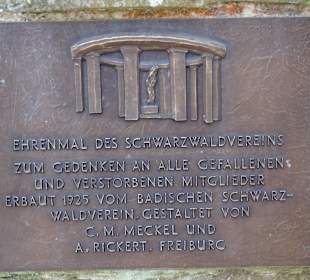 EHRENMAL DES SCHWARZWALDVEREINS
ZUM GEDENKEN AN ALLE GEFALLENEN
UND VERSTORBENEN MITGLIEDER
ERBAUT 1925 VOM BADISCHEN SCHWARZ-
WALDVEREIN, GESTALTET VON
C. M. MECKEL UND
A. RICKERT, FREIBURG